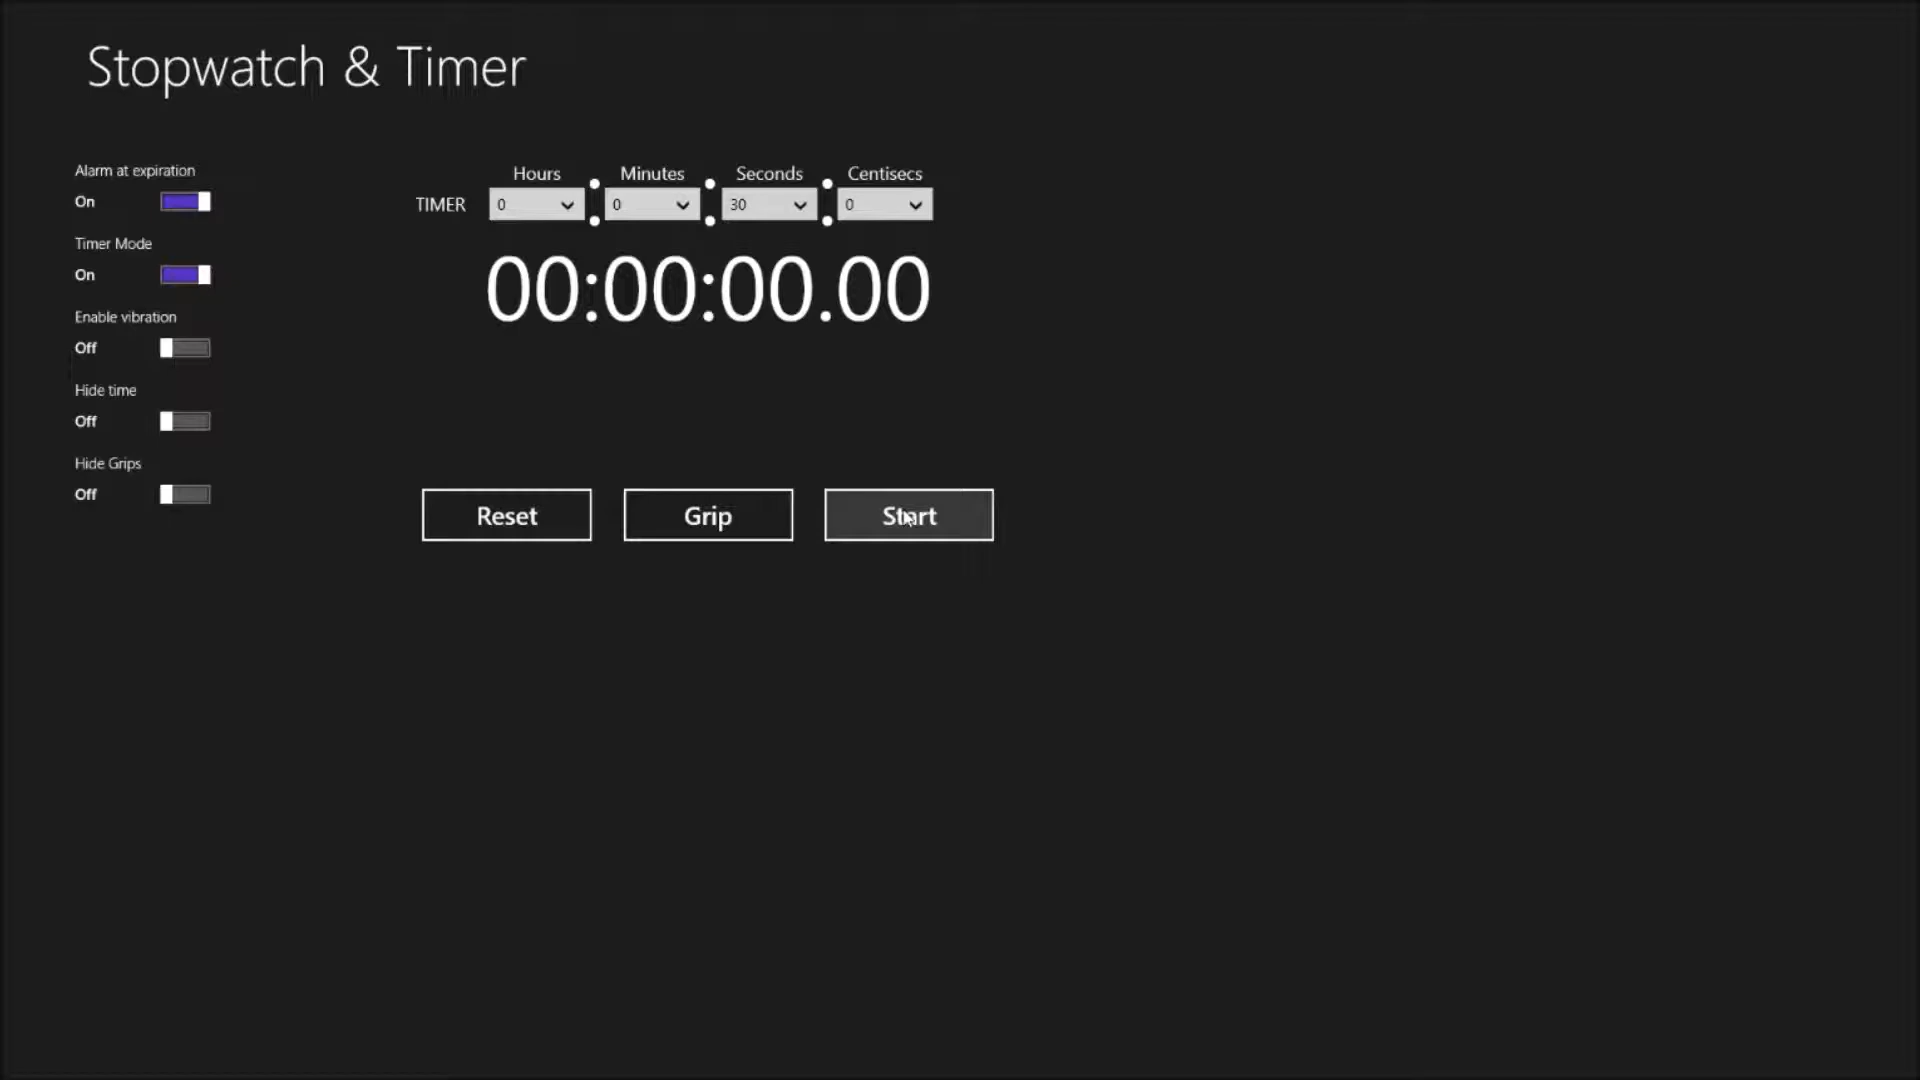 Stopwatch & Timer
Alarm at expiration
On
Timer Mode
On
Enable vibration
Off
Hide time
Off
Hide Grips
Off
Hours Minutes Seconds Centisecs
TIMER 0 : 0 : 30 : 0
00:00:00.00
Reset Grip Start